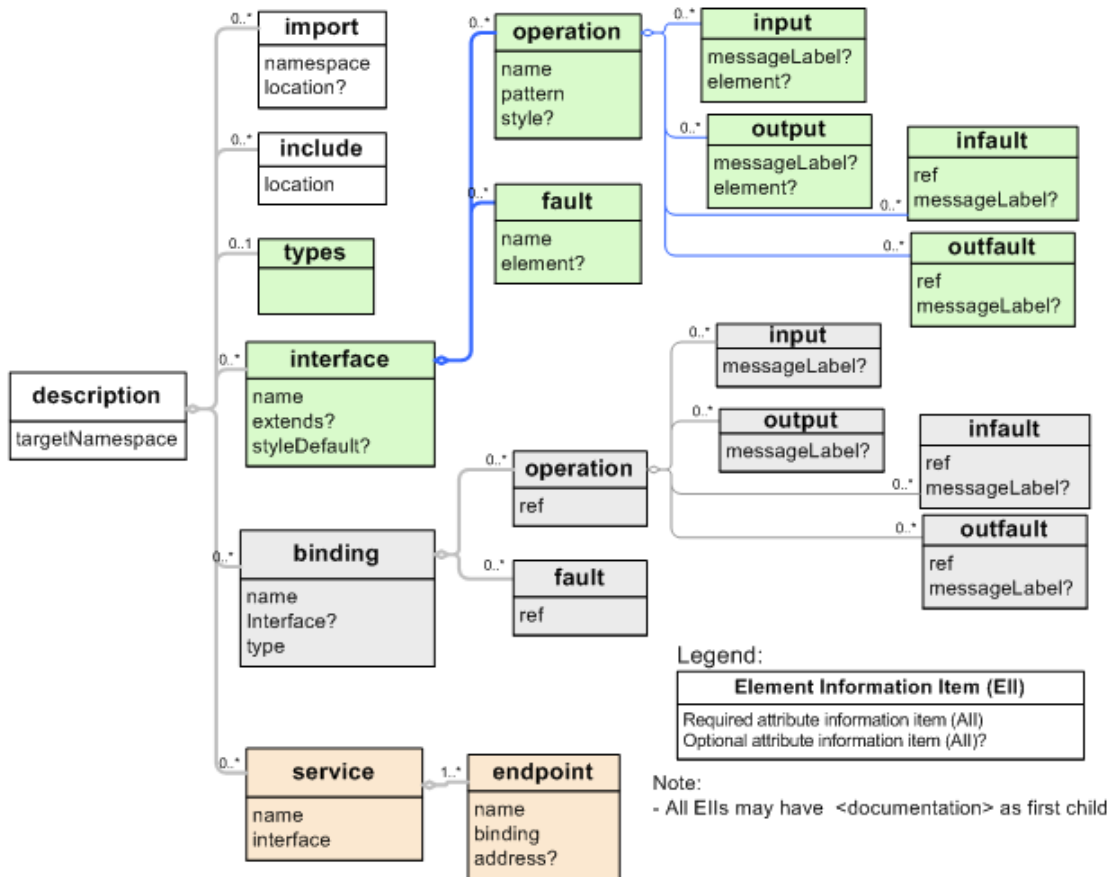 0..*
import
namespace
location?
0..*
include
location
0..1
types
0..*
interface
name
extends?
styleDefault?
description
targetNamespace
0..*
operation
name
pattern
style?
0..*
fault
name
element?
0..*
input
messageLabel?
element?
0..*
output
messageLabel?
element?
0..*
infault
ref
messageLabel?
0..*
outfault
ref
messageLabel?
0..*
binding
name
Interface?
type
0..*
operation
ref
0..*
fault
ref
0..*
input
messageLabel?
0..*
output
messageLabel?
0..*
infault
ref
messageLabel?
0..*
outfault
ref
messageLabel?
0..*
service
name
interface
1..*
endpoint
name
binding
address?
Legend:
Element Information Item (EII)
Required attribute information item (AII)
Optional attribute information item (AII)?
Note:
- All EIIs may have <documentation> as first child